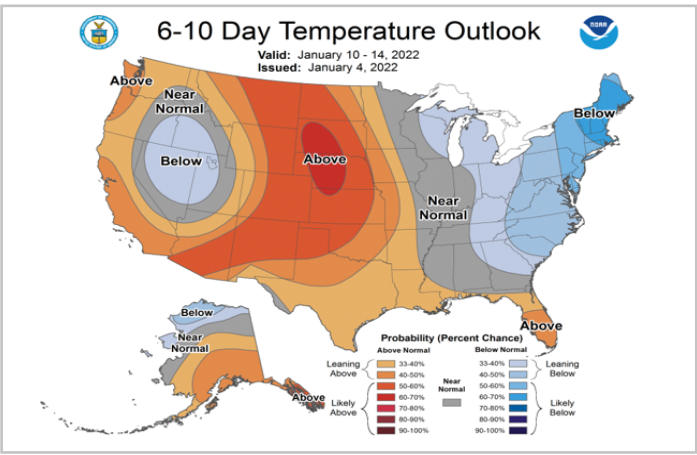 6-10 Day Temperature Outlook
Valid: January 10 - 14, 2022
Issued: January 4, 2022
NOAA
Above
Near
Normal
Below
Above
Below
Near
Normal
Below
Near
Normal
Above
Above
Probability (Percent Chance)
Above Normal
Below Normal
Leaning
Above
33-40%
40-50%
Likely
Above
50-60%
60-70%
70-80%
80-90%
90-100%
Near
Normal
33-40%
40-50%
Leaning
Below
50-60%
60-70%
70-80%
80-90%
90-100%
Likely
Below